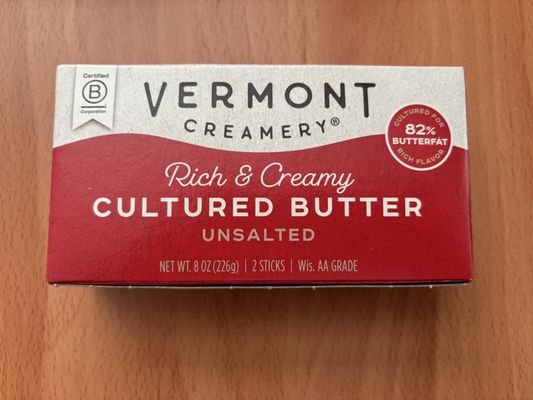 Certified
B
Corporation
VERMONT
CREAMERY®
CULTURED FOR
82%
BUTTERFAT
RICH FLAVOR
Rich & Creamy
CULTURED BUTTER
UNSALTED
NET WT. 8 OZ (226g) | 2 STICKS | Wis. AA GRADE